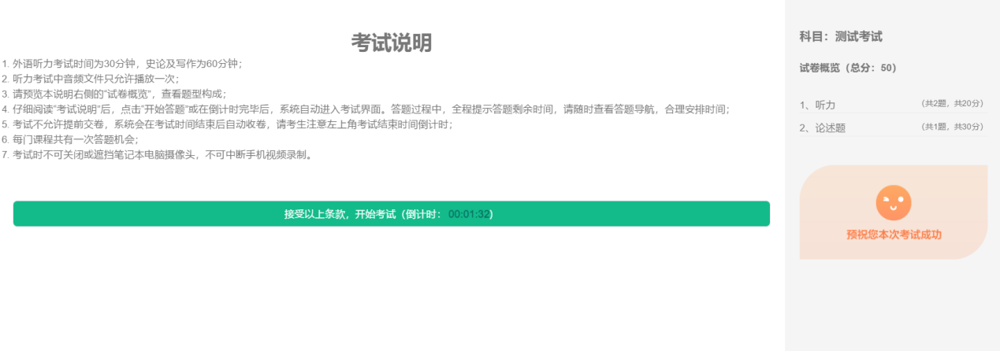 考试说明
1. 外语听力考试时间为30分钟，史论及写作为60分钟；
2. 听力考试中音频文件只允许播放一次；
3. 请预览本说明右侧的“试卷概览”，查看题型构成；
4. 仔细阅读“考试说明”后，点击“开始答题”或在倒计时完毕后，系统自动进入考试界面。答题过程中，全程提示答题剩余时间，请随时查看答题导航，合理安排时间；
5. 考试不允许提前交卷，系统会在考试时间结束后自动收卷，请考生注意左上角考试结束时间倒计时；
6. 每门课程共有一次答题机会；
7. 考试时不可关闭或遮挡笔记本电脑摄像头，不可中断手机视频录制。
接受以上条款，开始考试（倒计时： 00:01:32）
科目：测试考试
试卷概览（总分：50）
1、听力 （共2题，共20分）
2、论述题 （共1题，共30分）
预祝您本次考试成功